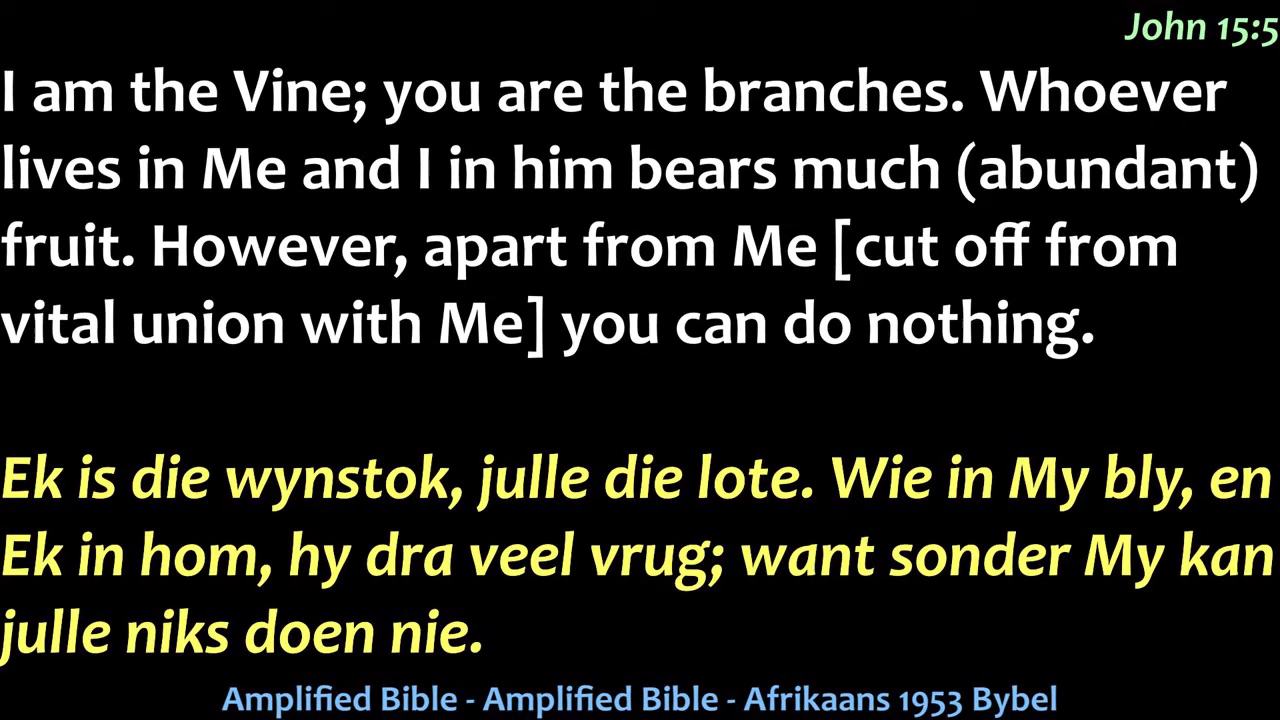 John 15:5
I am the Vine; you are the branches. Whoever
lives in Me and I in him bears much (abundant)
fruit. However, apart from Me [cut off from
vital union with Me] you can do nothing.
Ek is die wynstok, julle die lote. Wie in My bly, en
Ek in hom, hy dra veel vrug; want sonder My kan
julle niks doen nie.
Amplified Bible - Amplified Bible - Afrikaans 1953 Bybel